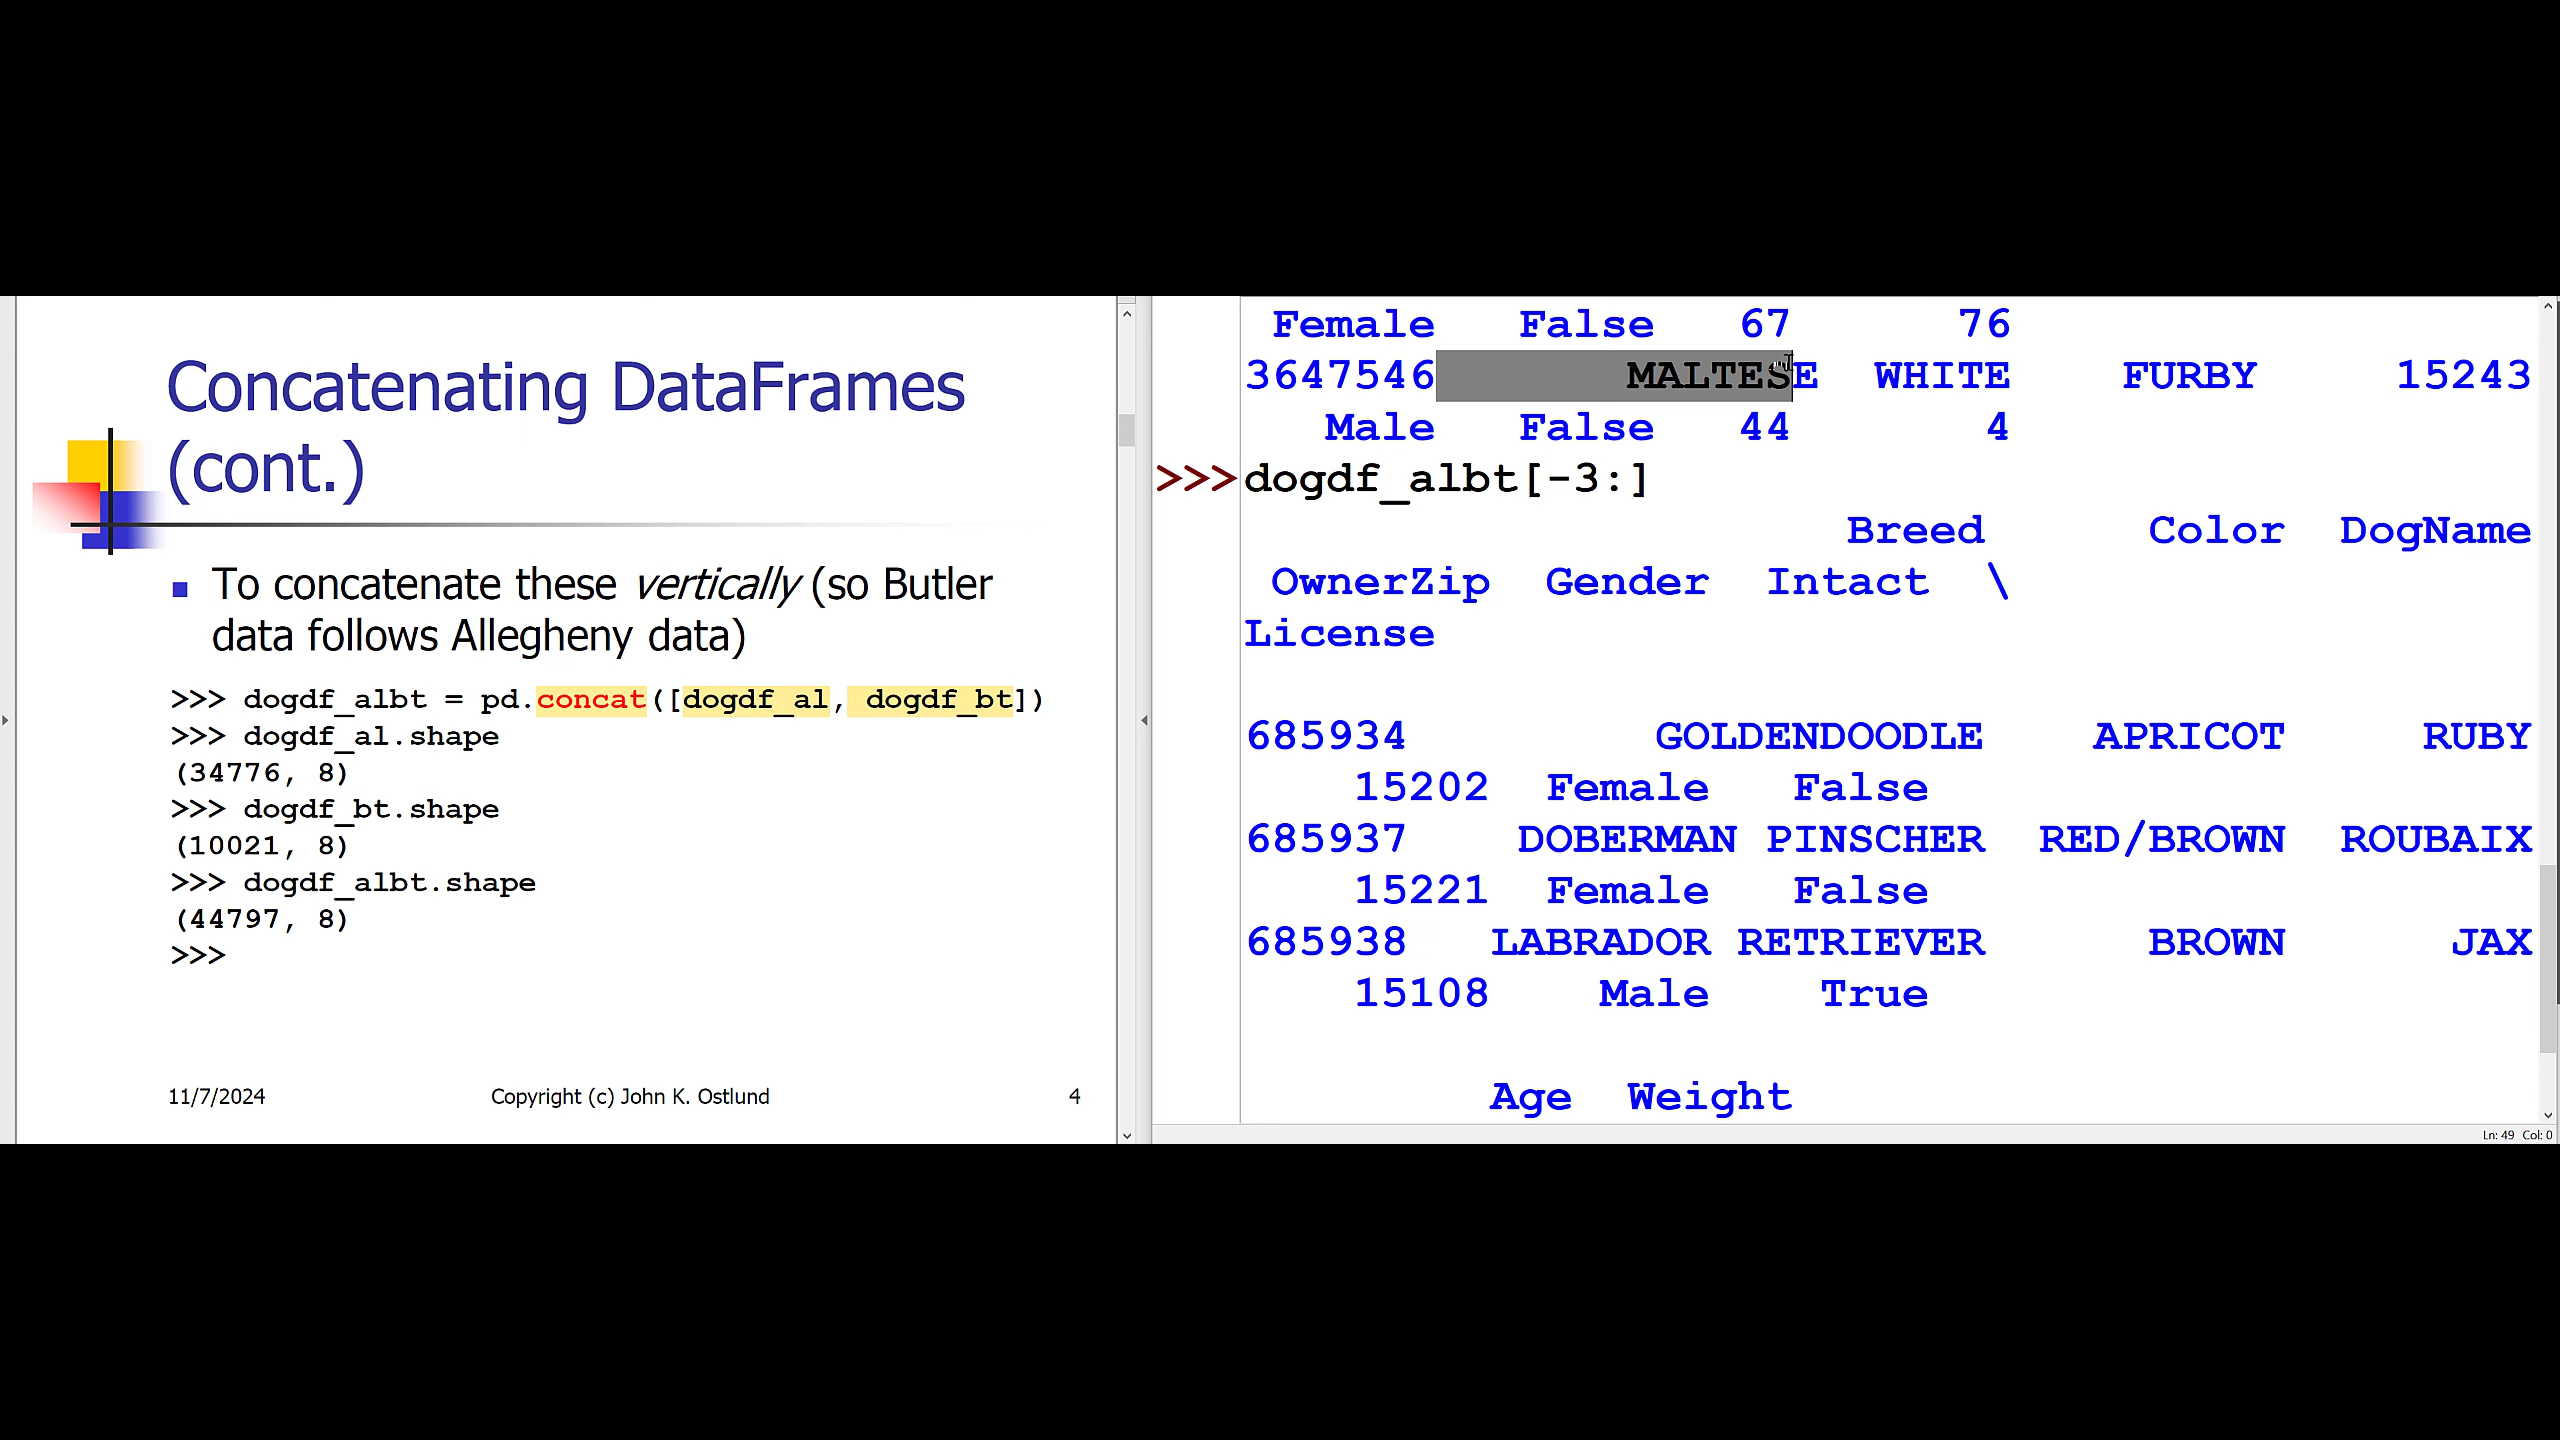 Concatenating DataFrames
(cont.)
To concatenate these vertically (so Butler
data follows Allegheny data)
>>> dogdf_albt = pd.concat([dogdf_al, dogdf_bt])
>>> dogdf_al.shape
(34776, 8)
>>> dogdf_bt.shape
(10021, 8)
>>> dogdf_albt.shape
(44797, 8)
>>>
11/7/2024 Copyright (c) John K. Ostlund 4
Female False 67 76
3647546 MALTESE WHITE FURBY 15243
Male False 44 4
>>> dogdf_albt[-3:]
Breed Color DogName
OwnerZip Gender Intact \
License
685934 GOLDENDOODLE APRICOT RUBY
15202 Female False
685937 DOBERMAN PINSCHER RED/BROWN ROUBAIX
15221 Female False
685938 LABRADOR RETRIEVER BROWN JAX
15108 Male True
Age Weight
Ln: 49 Col: 0